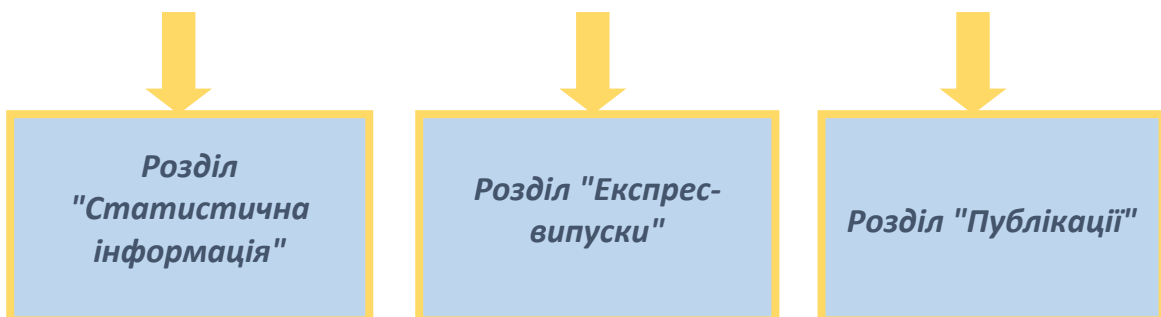 Розділ
"Статистична
інформація"
Розділ "Експрес-
випуски"
Розділ "Публікації"